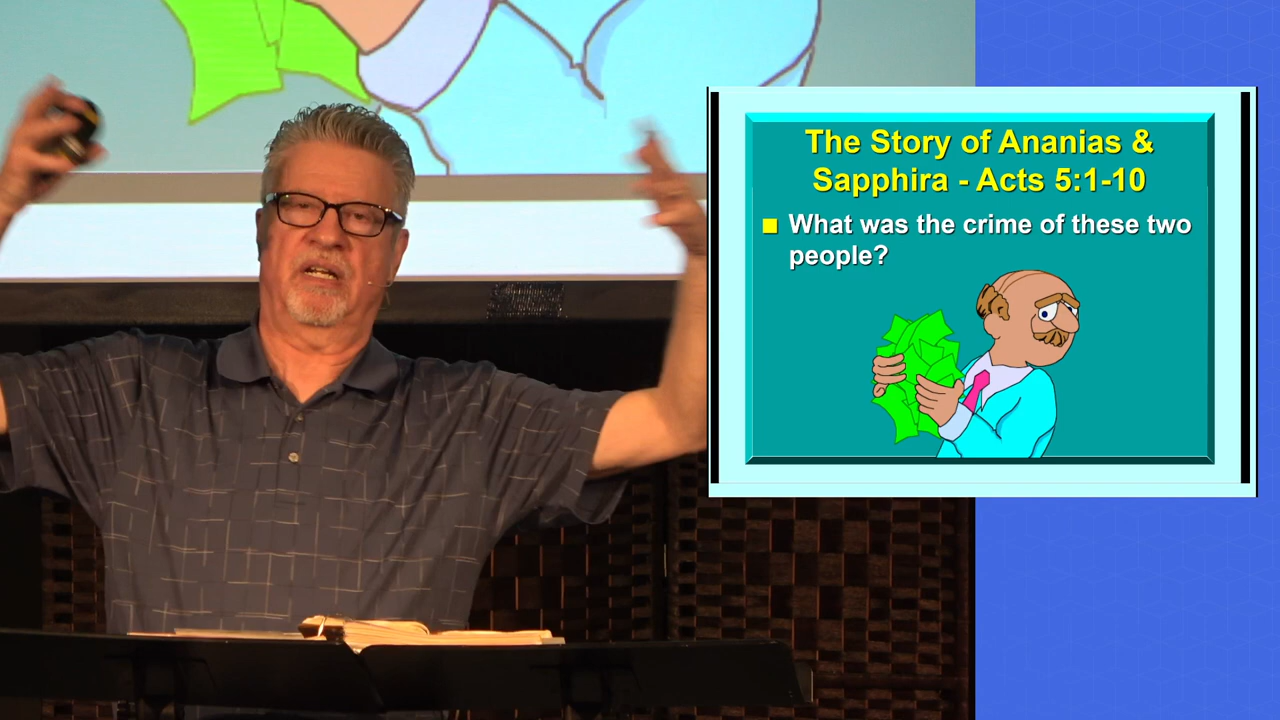 The Story of Ananias &
Sapphira - Acts 5:1-10
What was the crime of these two
people?